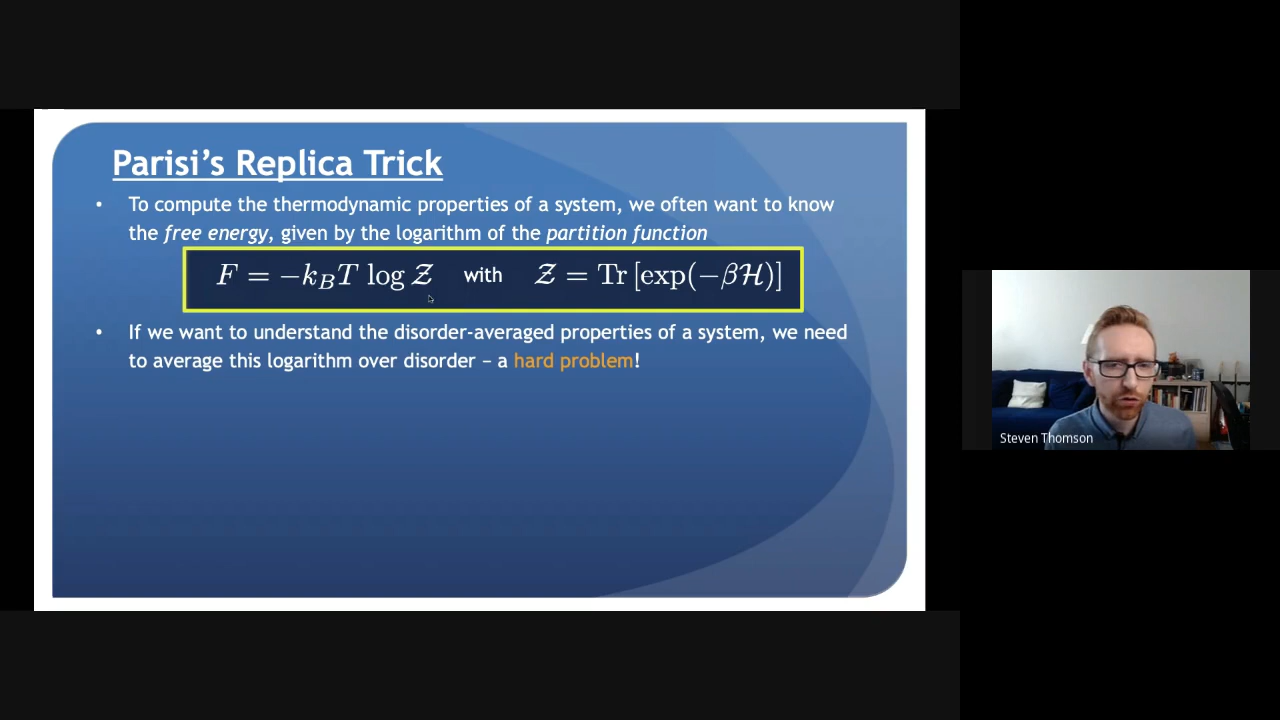 Parisi’s Replica Trick
• To compute the thermodynamic properties of a system, we often want to know
the free energy, given by the logarithm of the partition function
F = −k_B T log 𝒵 with 𝒵 = Tr [exp(−βℋ)]
• If we want to understand the disorder-averaged properties of a system, we need
to average this logarithm over disorder – a hard problem!
Steven Thomson